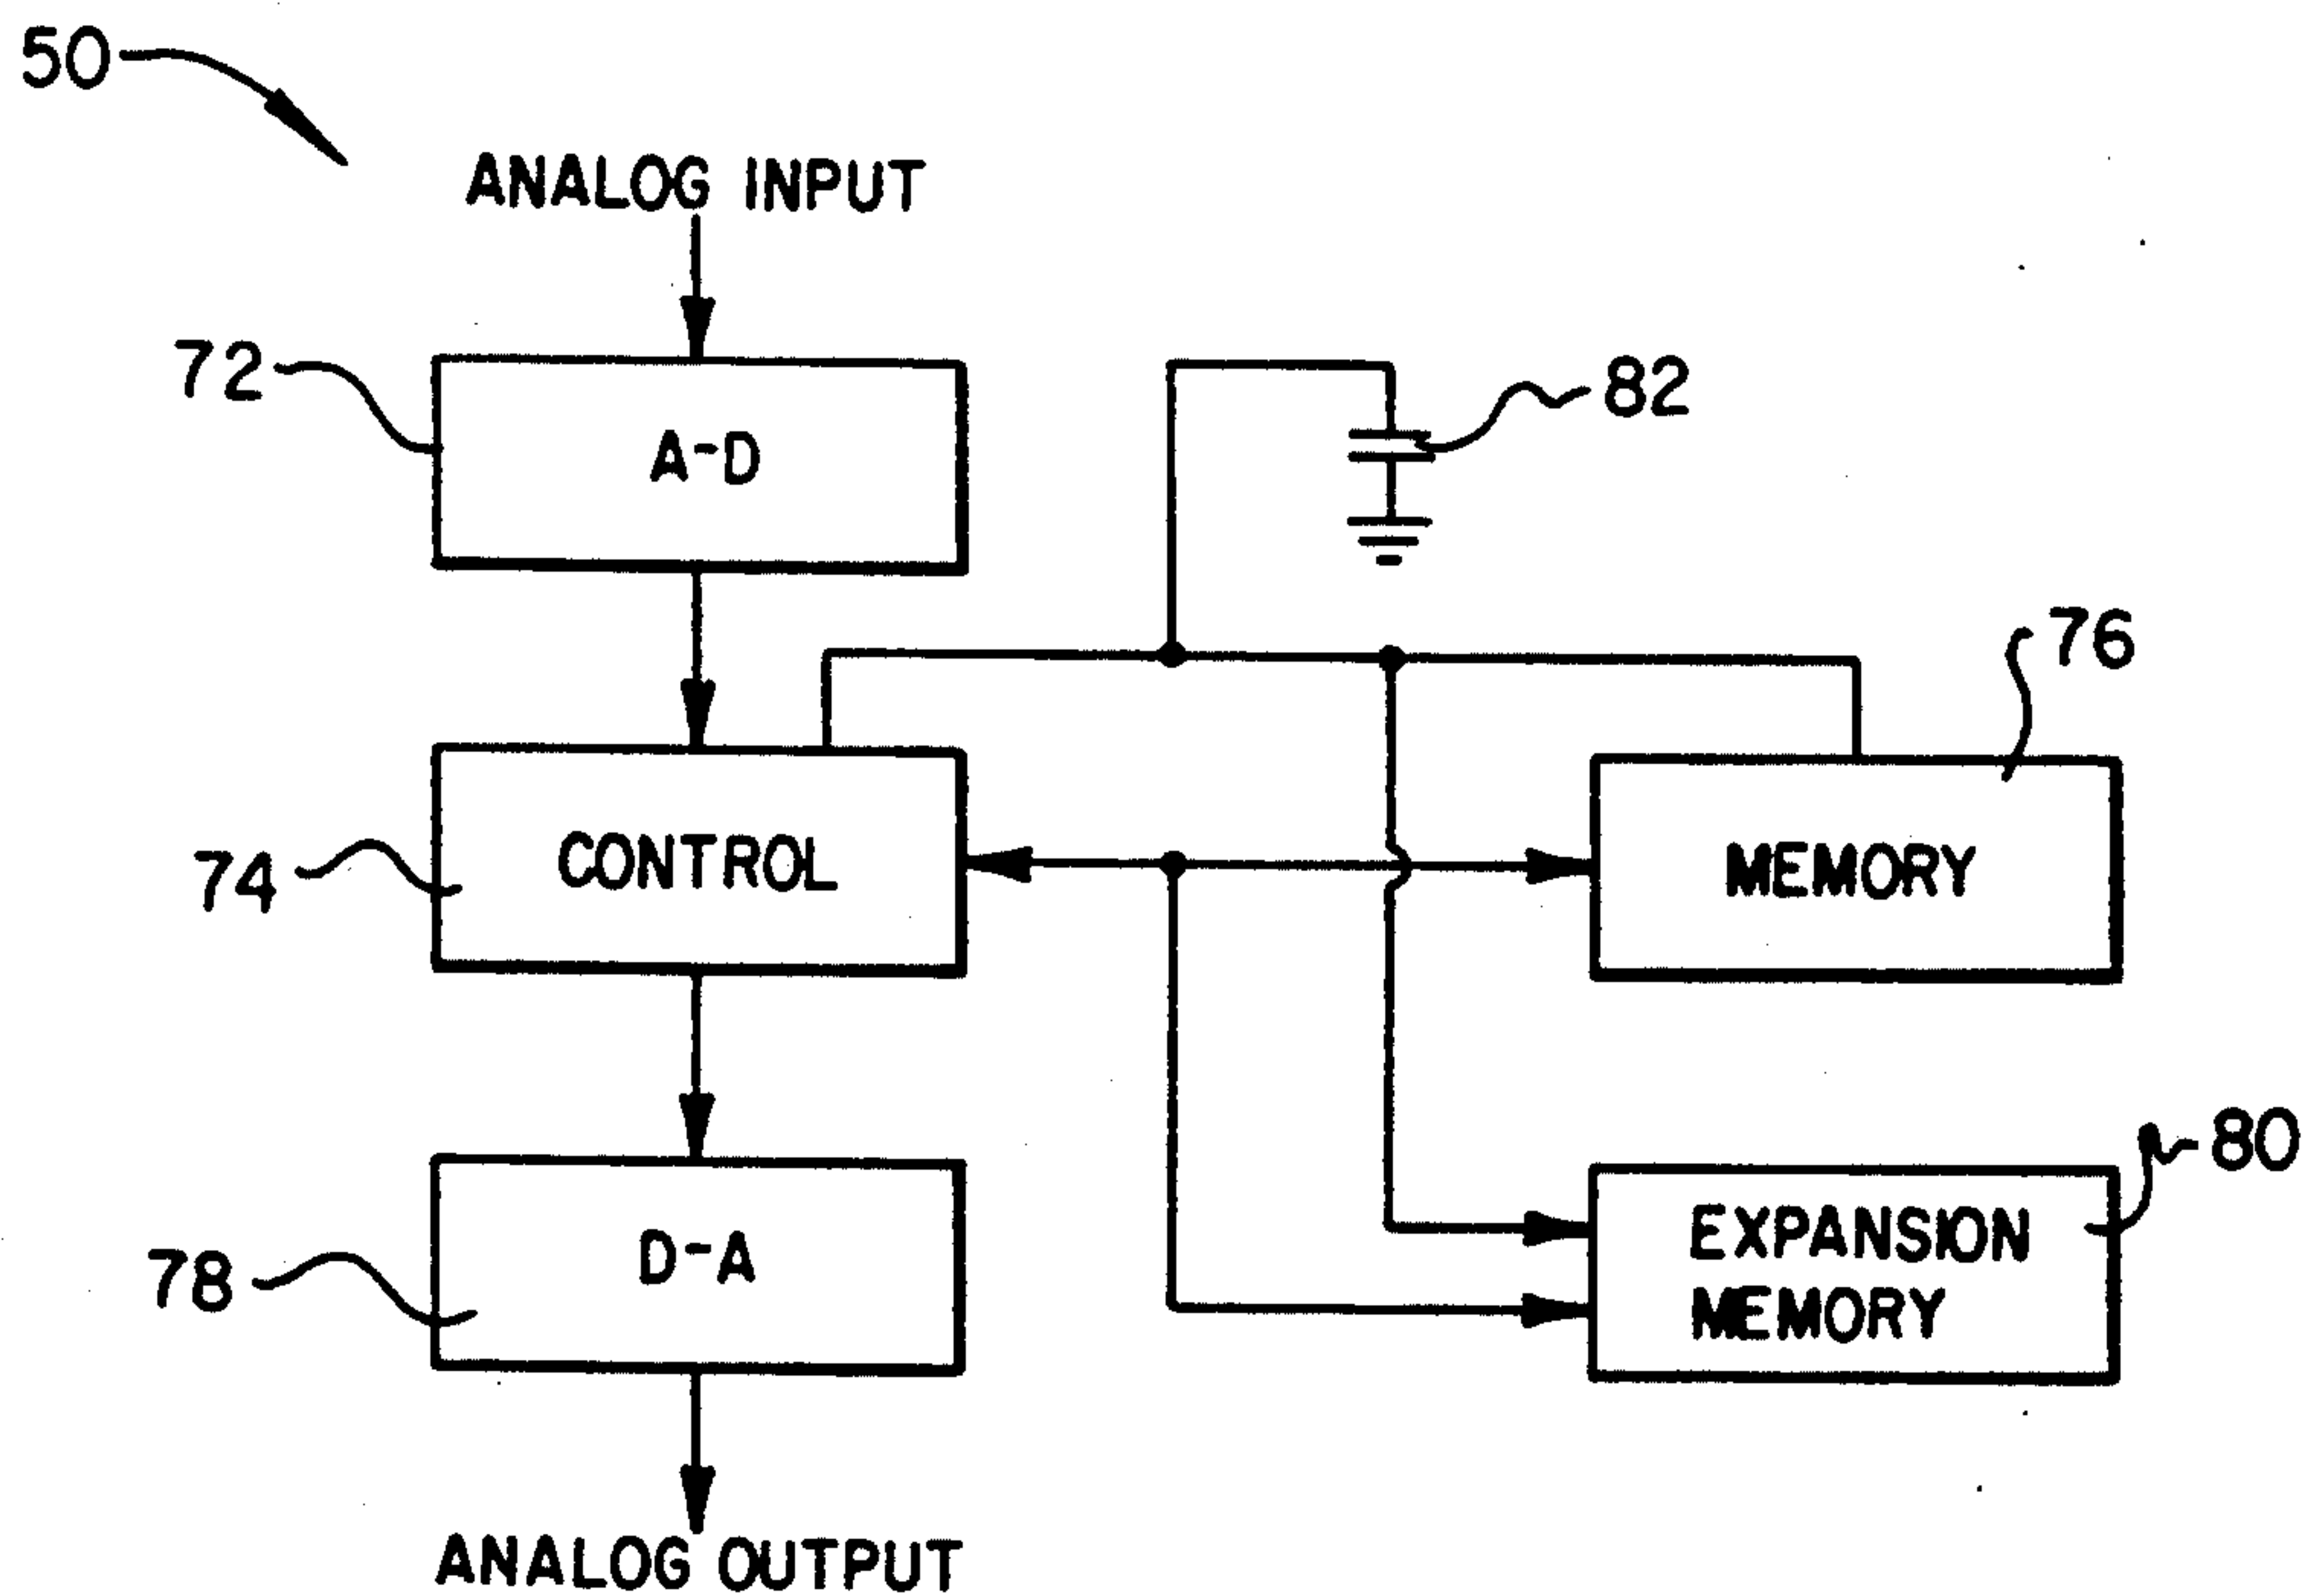 50
ANALOG INPUT
72
A-D
82
76
74
CONTROL
MEMORY
78
D-A
80
EXPANSION
MEMORY
ANALOG OUTPUT